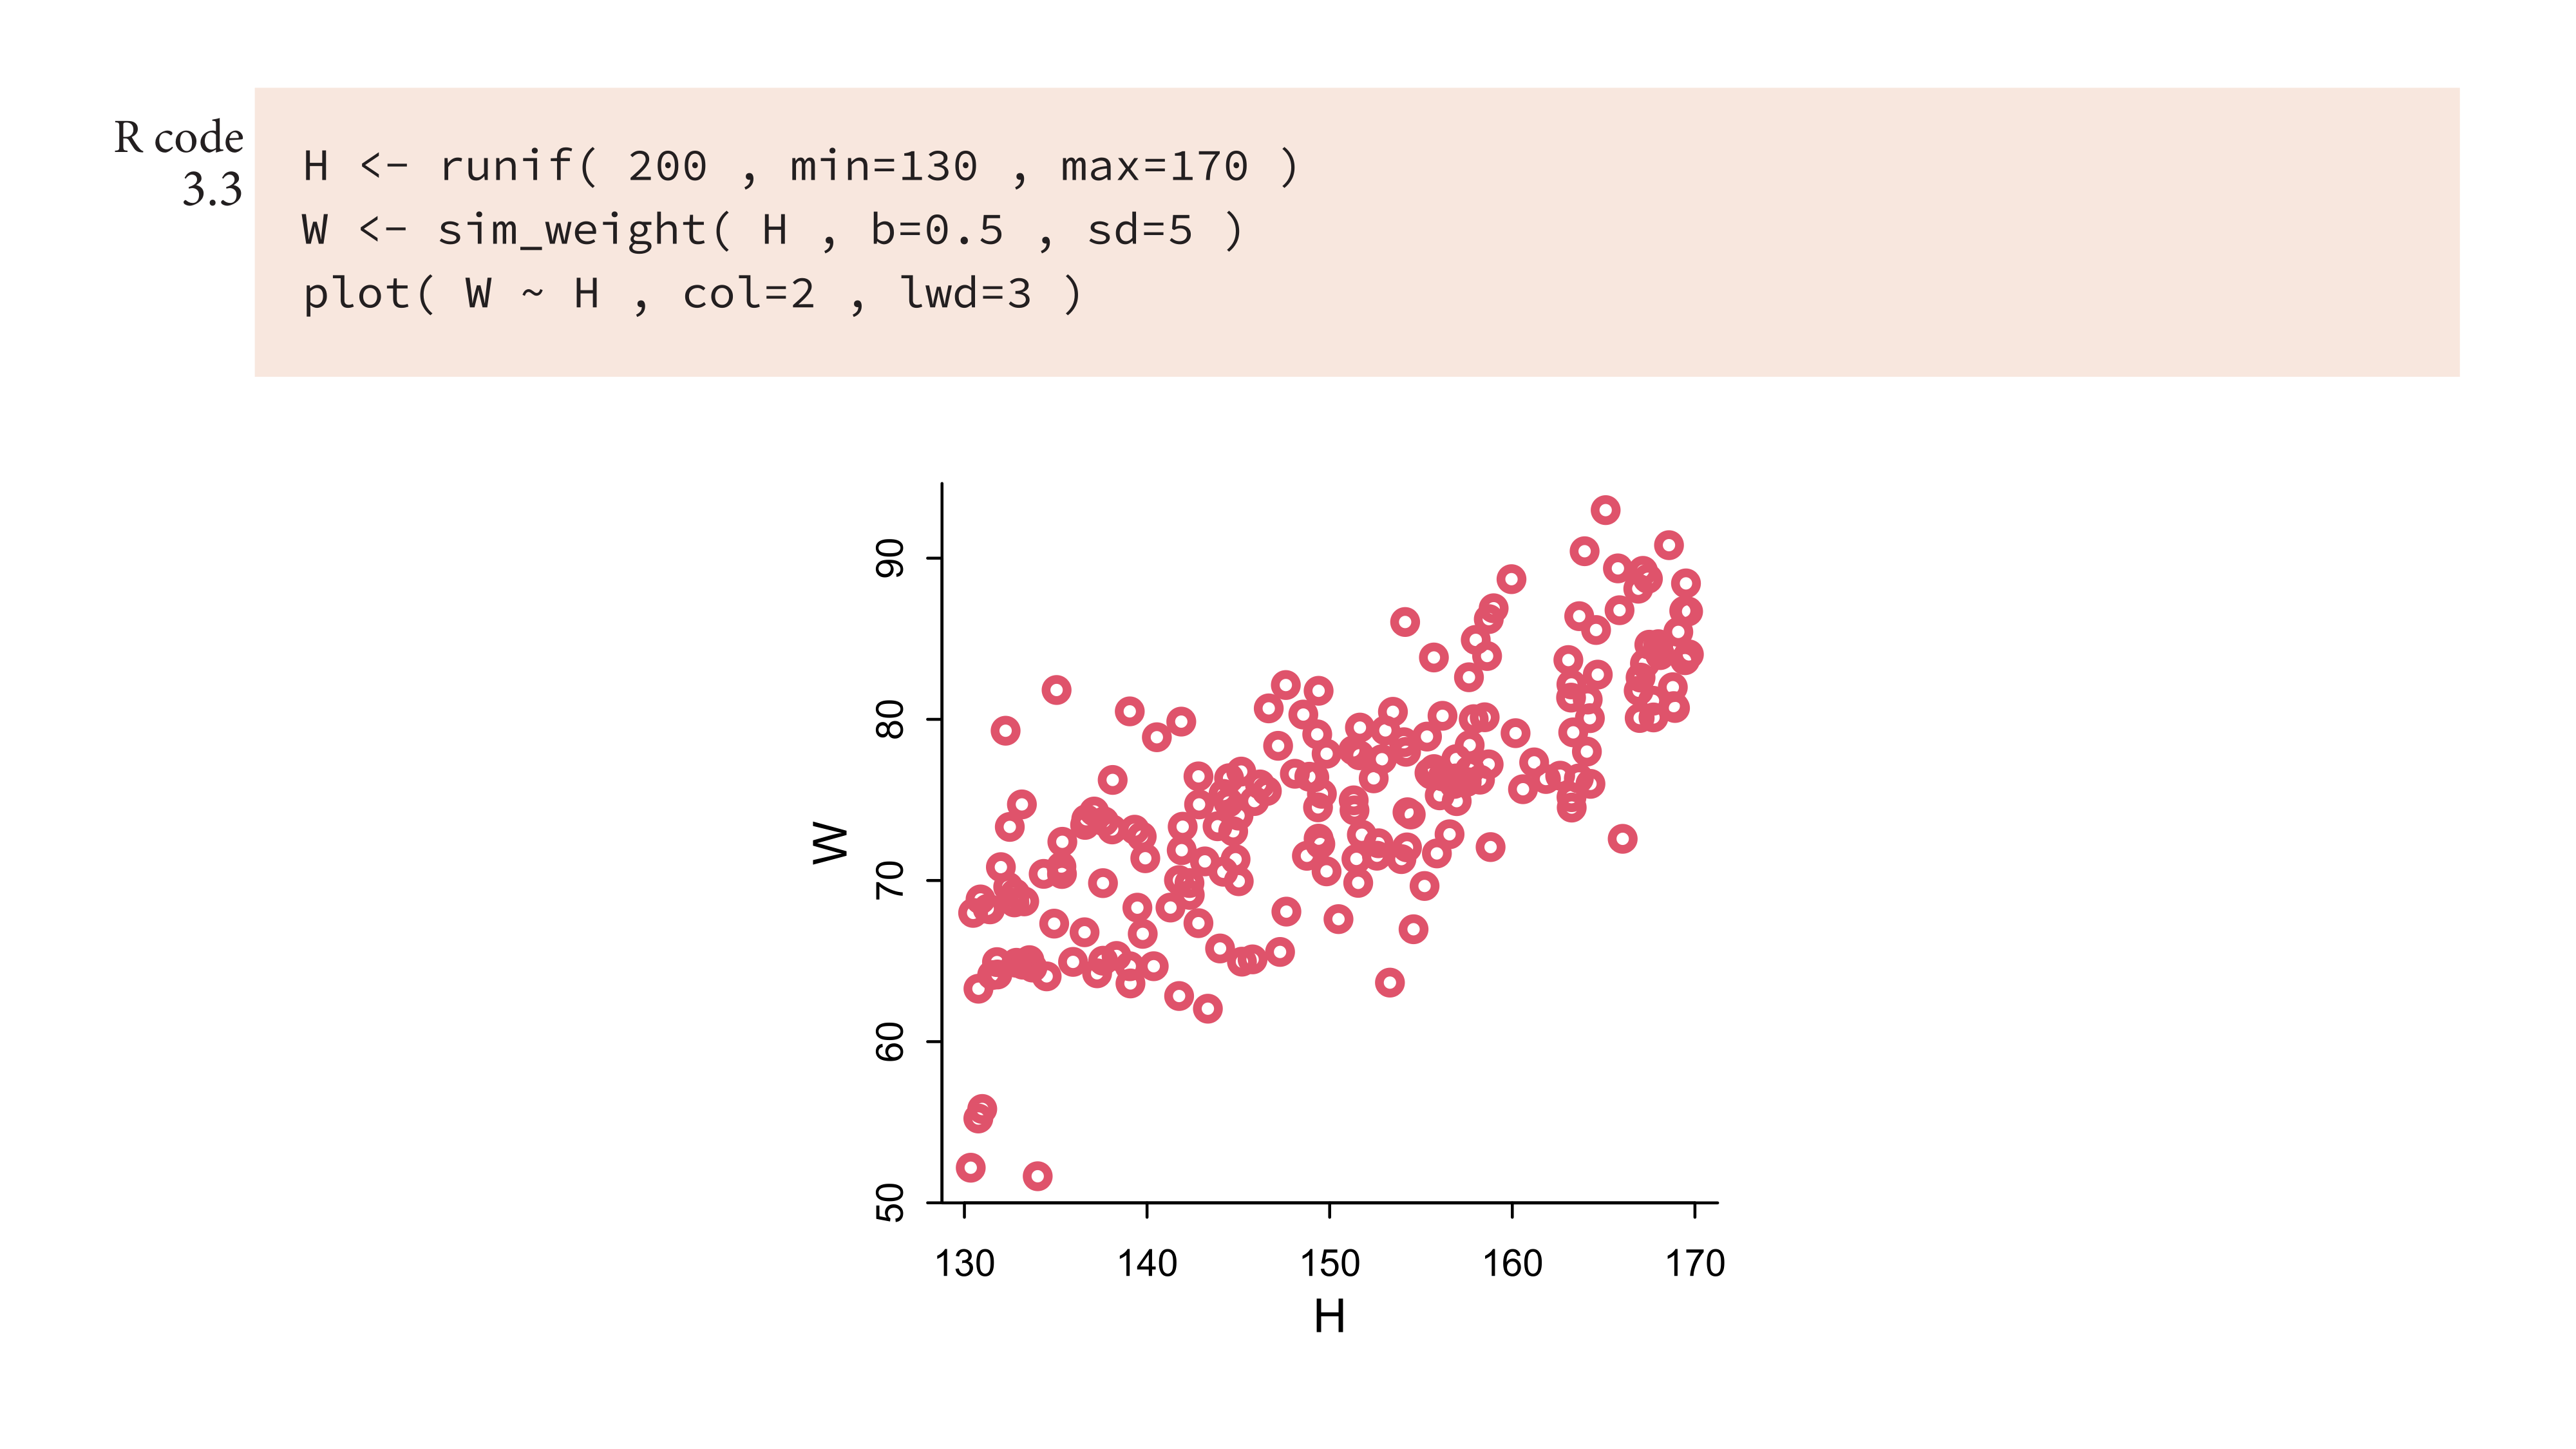 R code
3.3
H <- runif( 200 , min=130 , max=170 )
W <- sim_weight( H , b=0.5 , sd=5 )
plot( W ~ H , col=2 , lwd=3 )
90
80
70
60
50
W
130 140 150 160 170
H